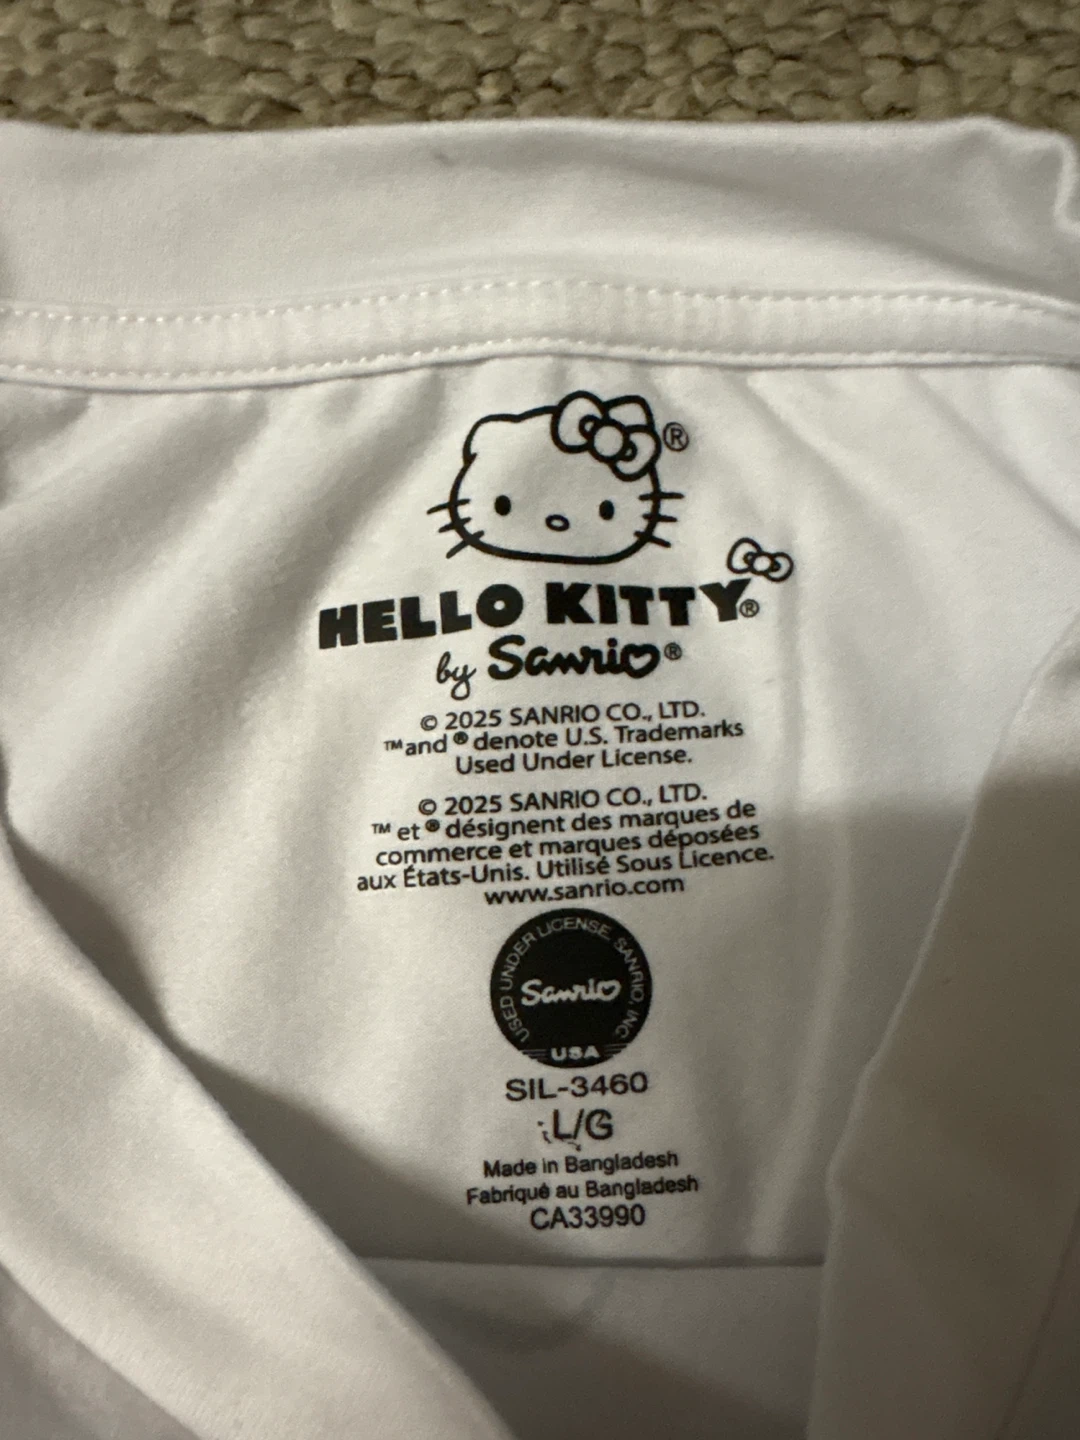 ®
HELLO KITTY®
by Sanrio®
© 2025 SANRIO CO., LTD.
™ and ® denote U.S. Trademarks
Used Under License.
© 2025 SANRIO CO., LTD.
™ et ® désignent des marques de
commerce et marques déposées
aux États-Unis. Utilisé Sous Licence.
www.sanrio.com
USED UNDER LICENSE. SANRIO, INC.
Sanrio
USA
SIL-3460
L/G
Made in Bangladesh
Fabriqué au Bangladesh
CA33990